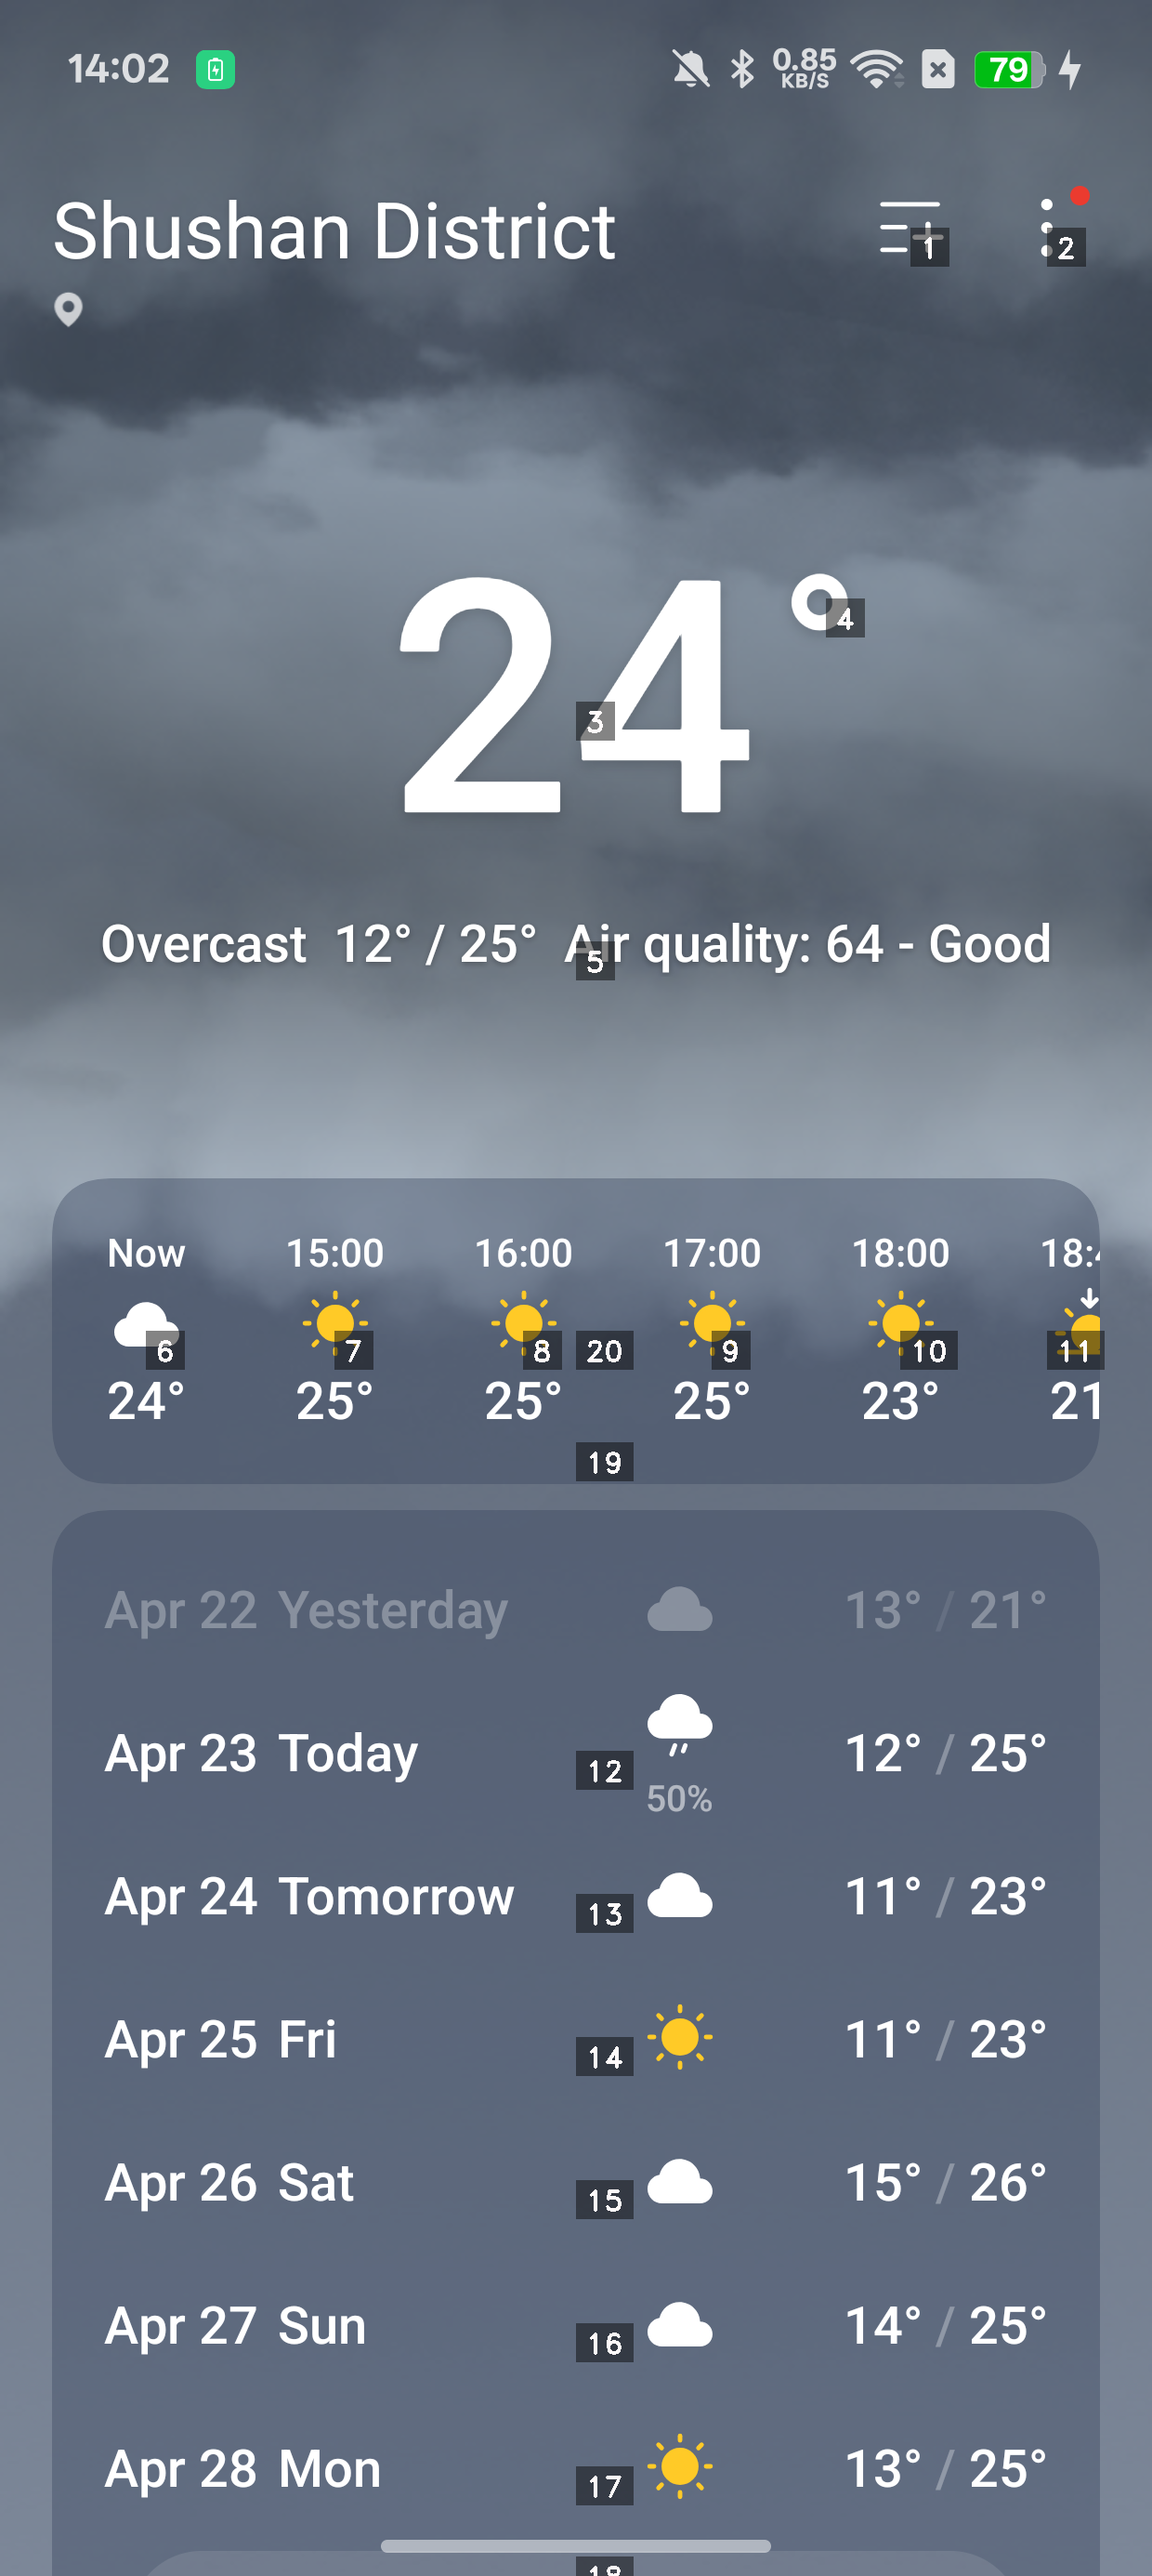 14:02 0.85 KB/S 79
Shushan District
1 2
24°
4
3
Overcast 12° / 25° Air quality: 64 - Good
5
Now 15:00 16:00 17:00 18:00
6 7 8 20 9 10 11
24° 25° 25° 25° 23° 21
19
Apr 22 Yesterday 13° / 21°
Apr 23 Today 12° / 25°
12
50%
Apr 24 Tomorrow 11° / 23°
13
Apr 25 Fri 11° / 23°
14
Apr 26 Sat 15° / 26°
15
Apr 27 Sun 14° / 25°
16
Apr 28 Mon 13° / 25°
17
18